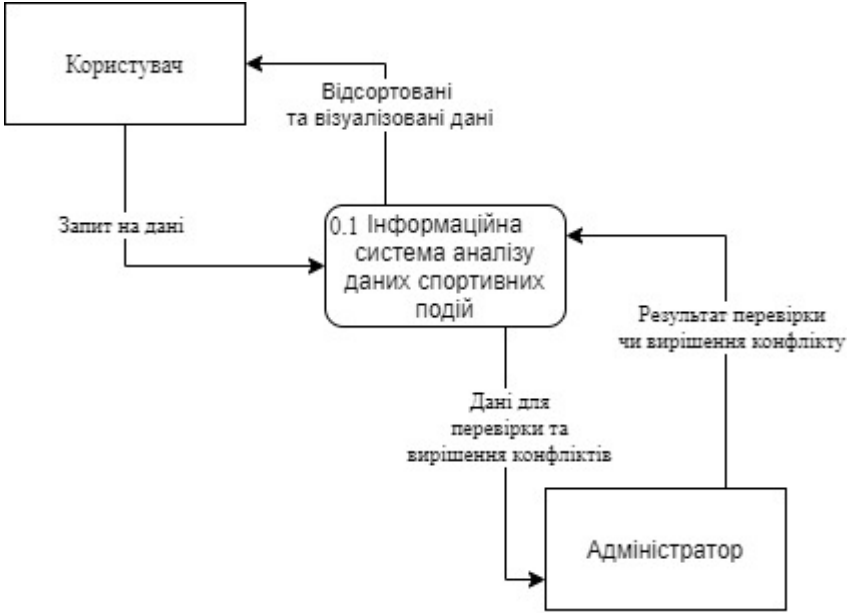 Користувач
Відсортовані
та візуалізовані дані
Запит на дані
0.1 Інформаційна
система аналізу
даних спортивних
подій
Результат перевірки
чи вирішення конфлікту
Дані для
перевірки та
вирішення конфліктів
Адміністратор